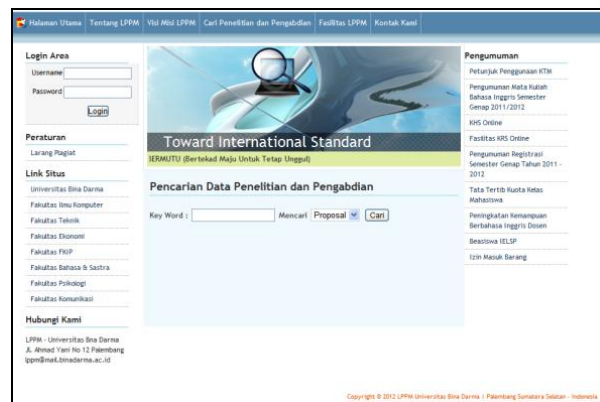 Halaman Utama
Tentang LPPM
Visi Misi LPPM
Cari Penelitian dan Pengabdian
Fasilitas LPPM
Kontak Kami
Login Area
Username
Password
Login
Peraturan
Larang Plagiat
Link Situs
Universitas Bina Darma
Fakultas Ilmu Komputer
Fakultas Teknik
Fakultas Ekonomi
Fakultas FKIP
Fakultas Bahasa & Sastra
Fakultas Psikologi
Fakultas Komunikasi
Hubungi Kami
LPPM - Universitas Bina Darma
Jl. Ahmad Yani No 12 Palembang
lppm@mail.binadarma.ac.id
Toward International Standard
IERMUTU (Bertekad Maju Untuk Tetap Unggul)
Pencarian Data Penelitian dan Pengabdian
Key Word :
Mencari
Proposal
Cari
Pengumuman
Petunjuk Penggunaan KTM
Pengumuman Mata Kuliah
Bahasa Inggris Semester
Genap 2011/2012
KHS Online
Fasilitas KRS Online
Pengumuman Registrasi
Semester Genap Tahun 2011 -
2012
Tata Tertib Kuota Kelas
Mahasiswa
Peningkatan Kemampuan
Berbahasa Inggris Dosen
Beasiswa IELSP
Izin Masuk Barang
Copyright © 2012 LPPM Universitas Bina Darma | Palembang Sumatera Selatan - Indonesia